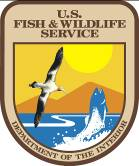 U.S.
FISH & WILDLIFE
SERVICE
DEPARTMENT OF THE INTERIOR